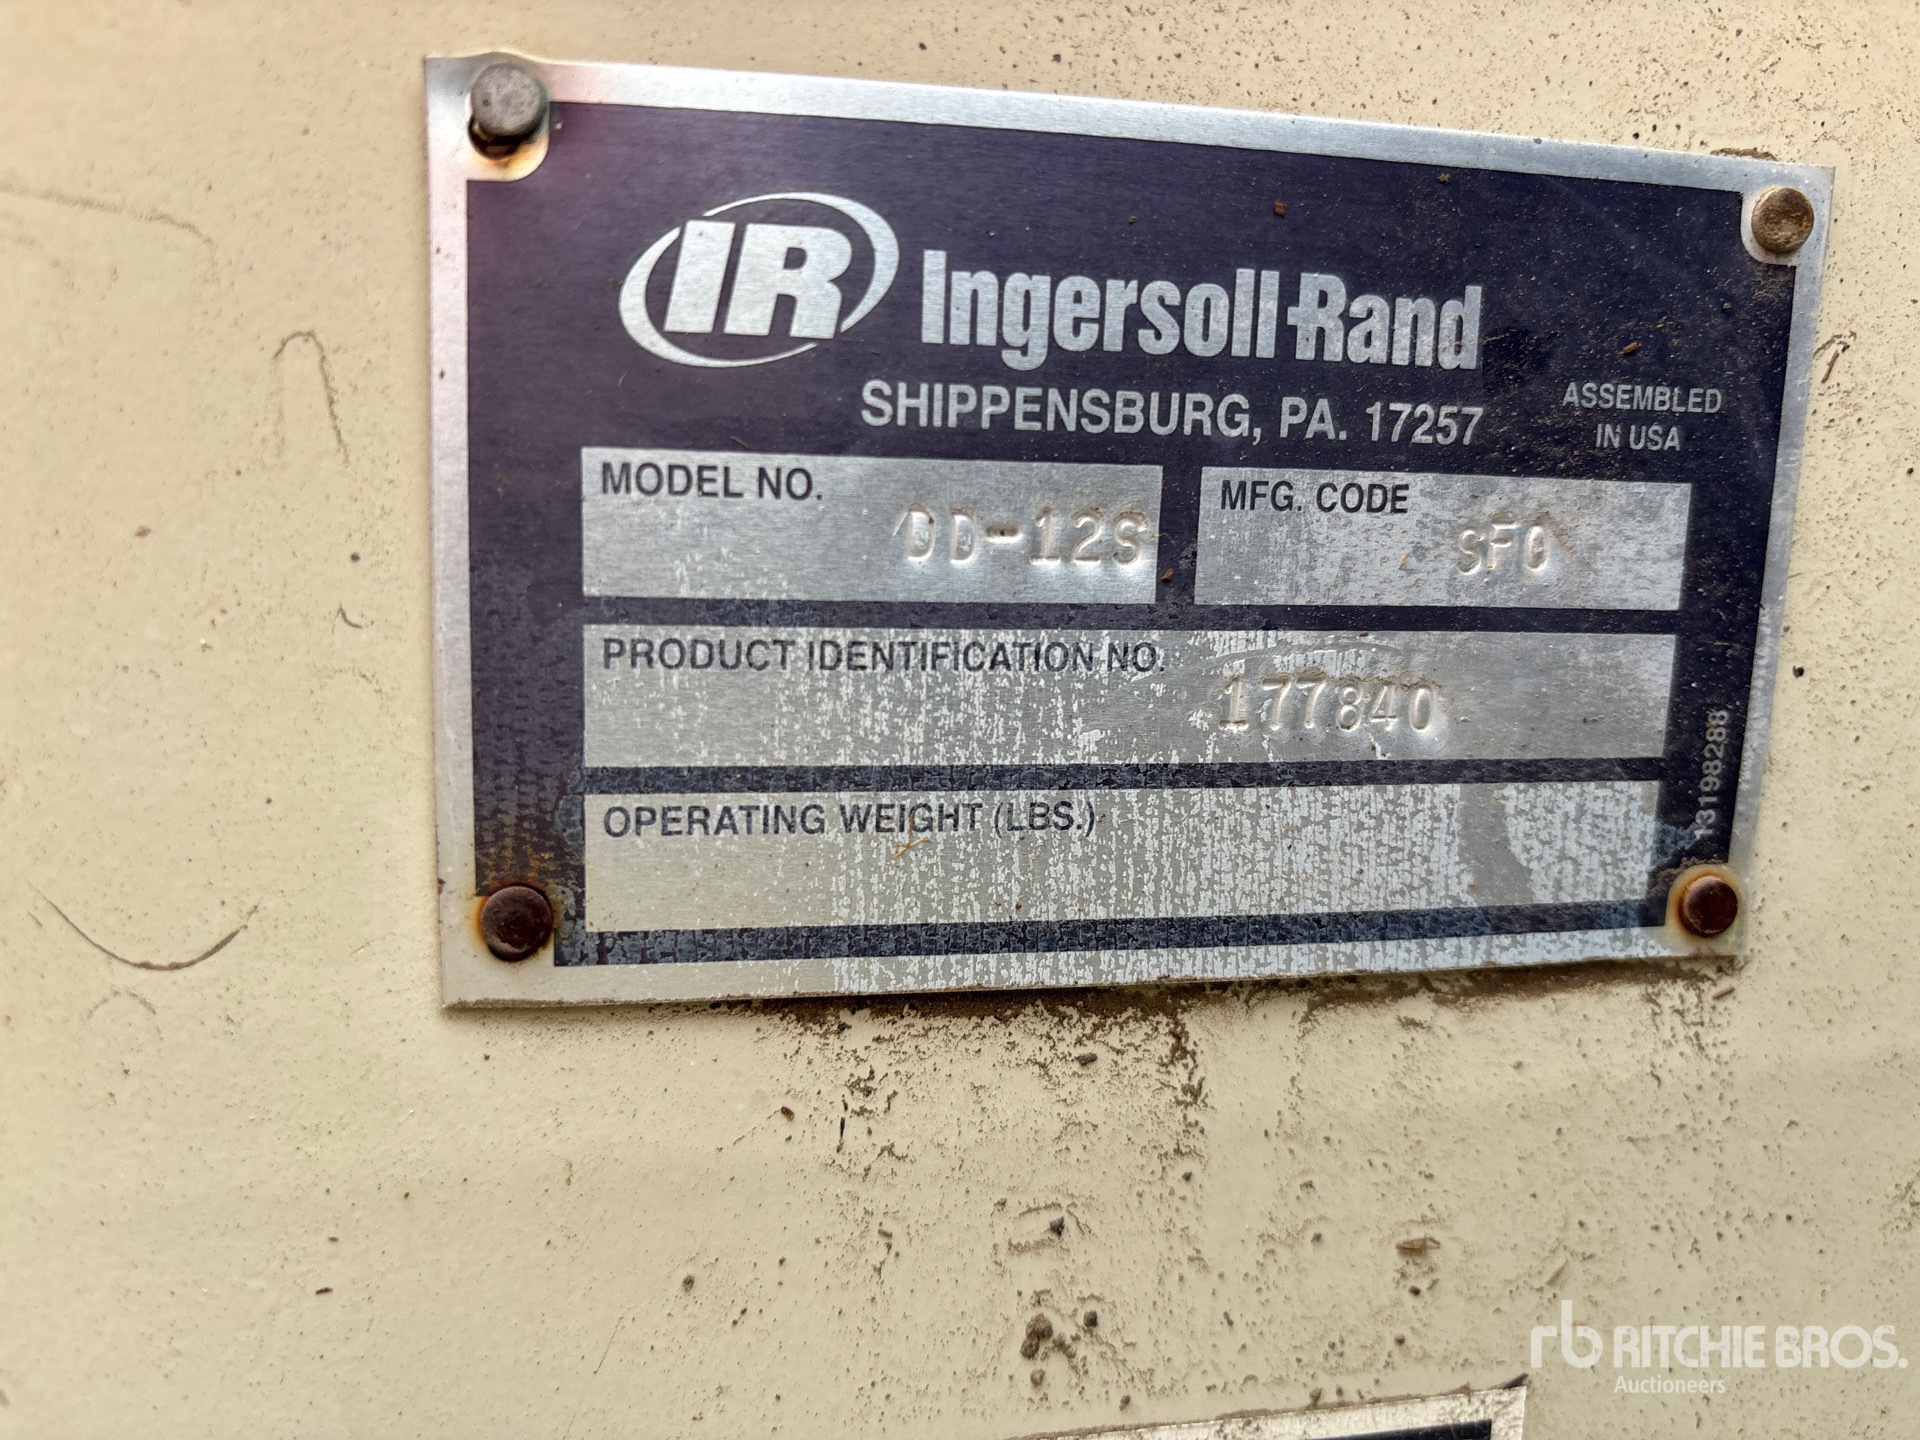 IR Ingersoll-Rand
SHIPPENSBURG, PA. 17257
ASSEMBLED
IN USA
MODEL NO.
DD-12S
MFG. CODE
SFO
PRODUCT IDENTIFICATION NO.
177840
OPERATING WEIGHT (LBS.)
13198288
rb RITCHIE BROS.
Auctioneers